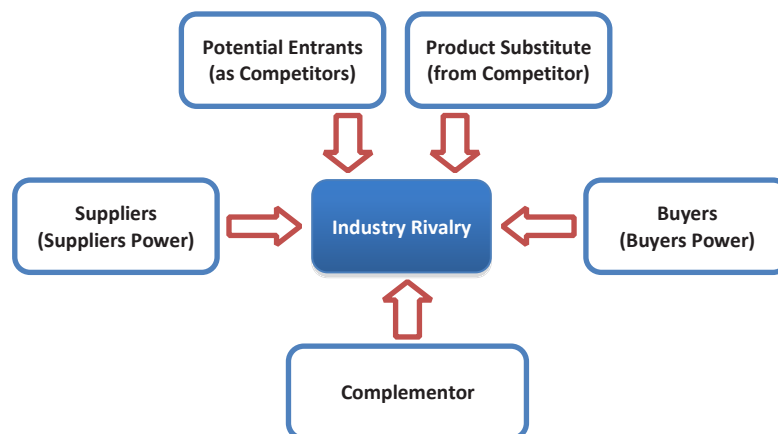 Potential Entrants
(as Competitors)
Product Substitute
(from Competitor)
Suppliers
(Suppliers Power)
Industry Rivalry
Buyers
(Buyers Power)
Complementor